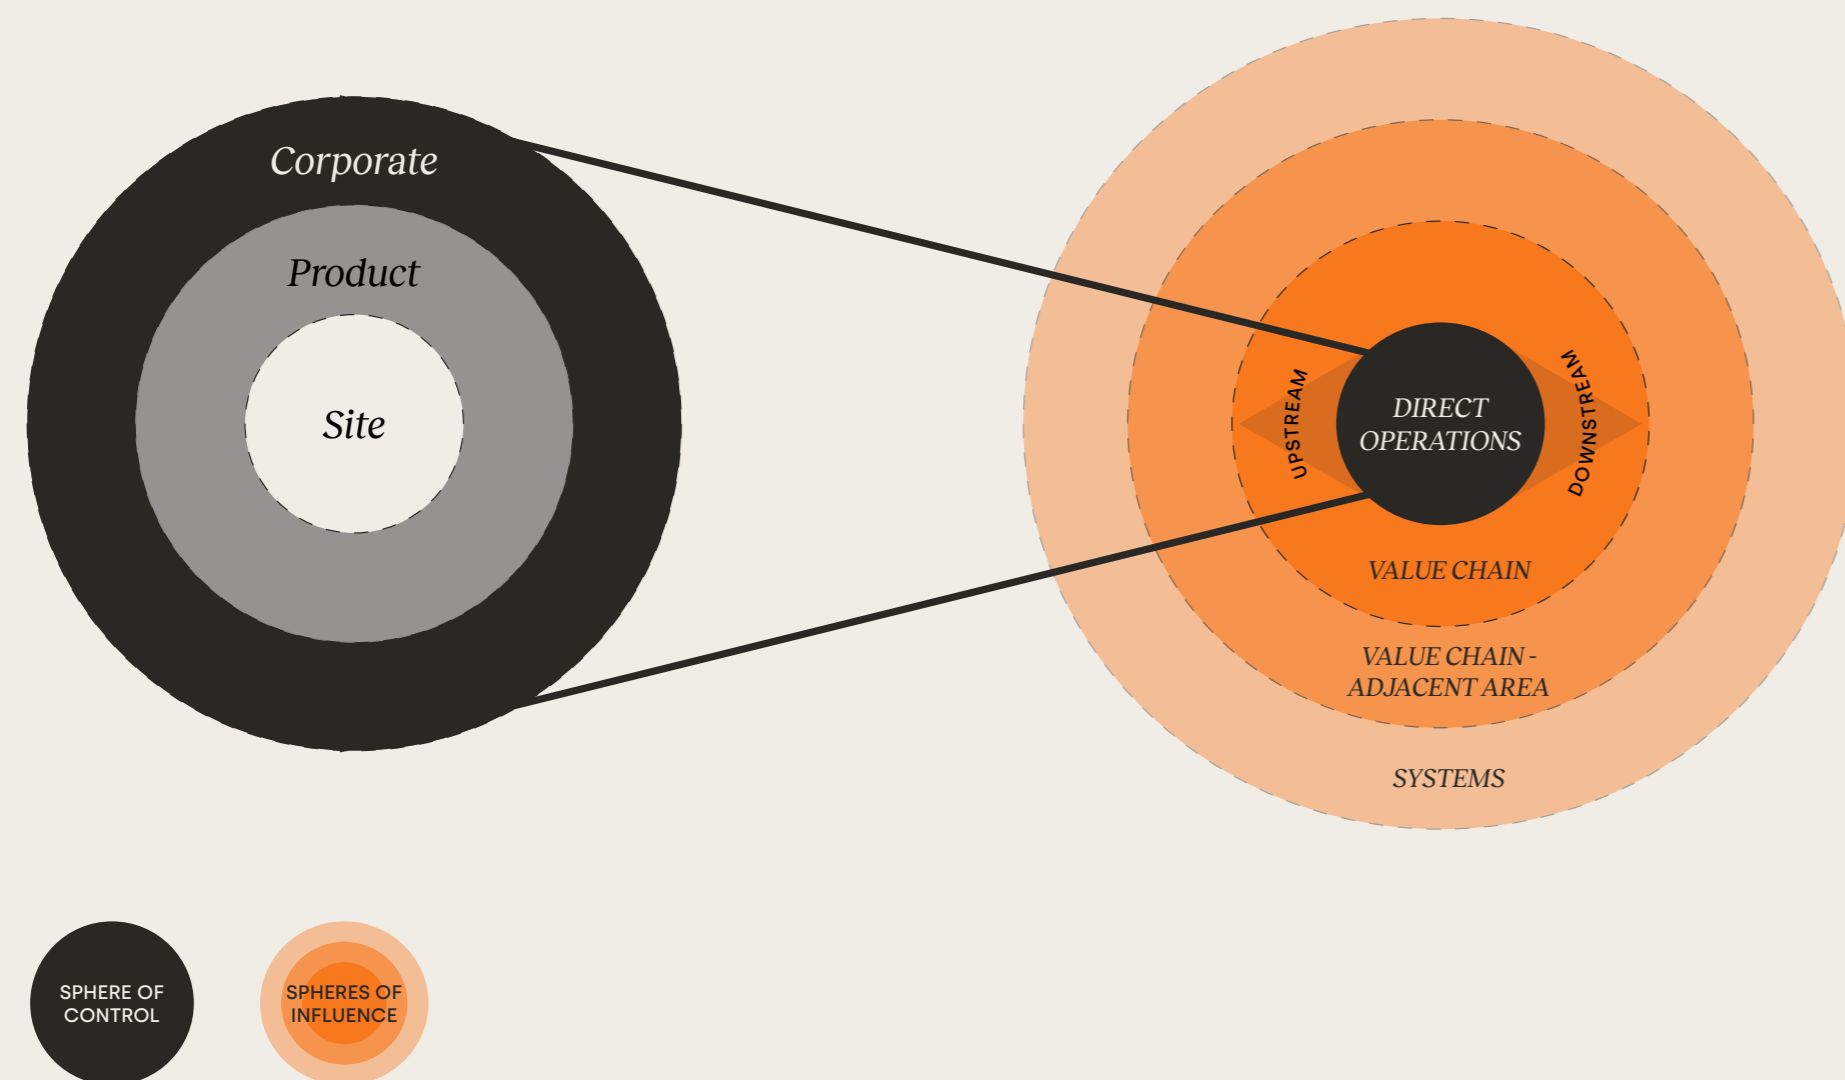 Corporate
Product
Site
DIRECT
OPERATIONS
UPSTREAM
DOWNSTREAM
VALUE CHAIN
VALUE CHAIN -
ADJACENT AREA
SYSTEMS
SPHERE OF
CONTROL
SPHERES OF
INFLUENCE